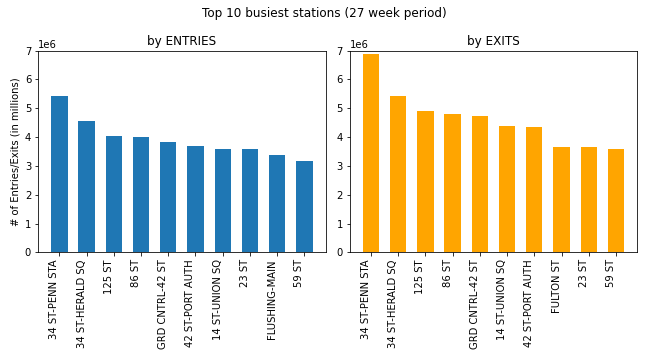 Top 10 busiest stations (27 week period)
by ENTRIES
1e6
# of Entries/Exits (in millions)
7
6
5
4
3
2
1
0
34 ST-PENN STA
34 ST-HERALD SQ
125 ST
86 ST
GRD CNTRL-42 ST
42 ST-PORT AUTH
14 ST-UNION SQ
23 ST
FLUSHING-MAIN
59 ST
by EXITS
1e6
7
6
5
4
3
2
1
0
34 ST-PENN STA
34 ST-HERALD SQ
125 ST
86 ST
GRD CNTRL-42 ST
14 ST-UNION SQ
42 ST-PORT AUTH
FULTON ST
23 ST
59 ST